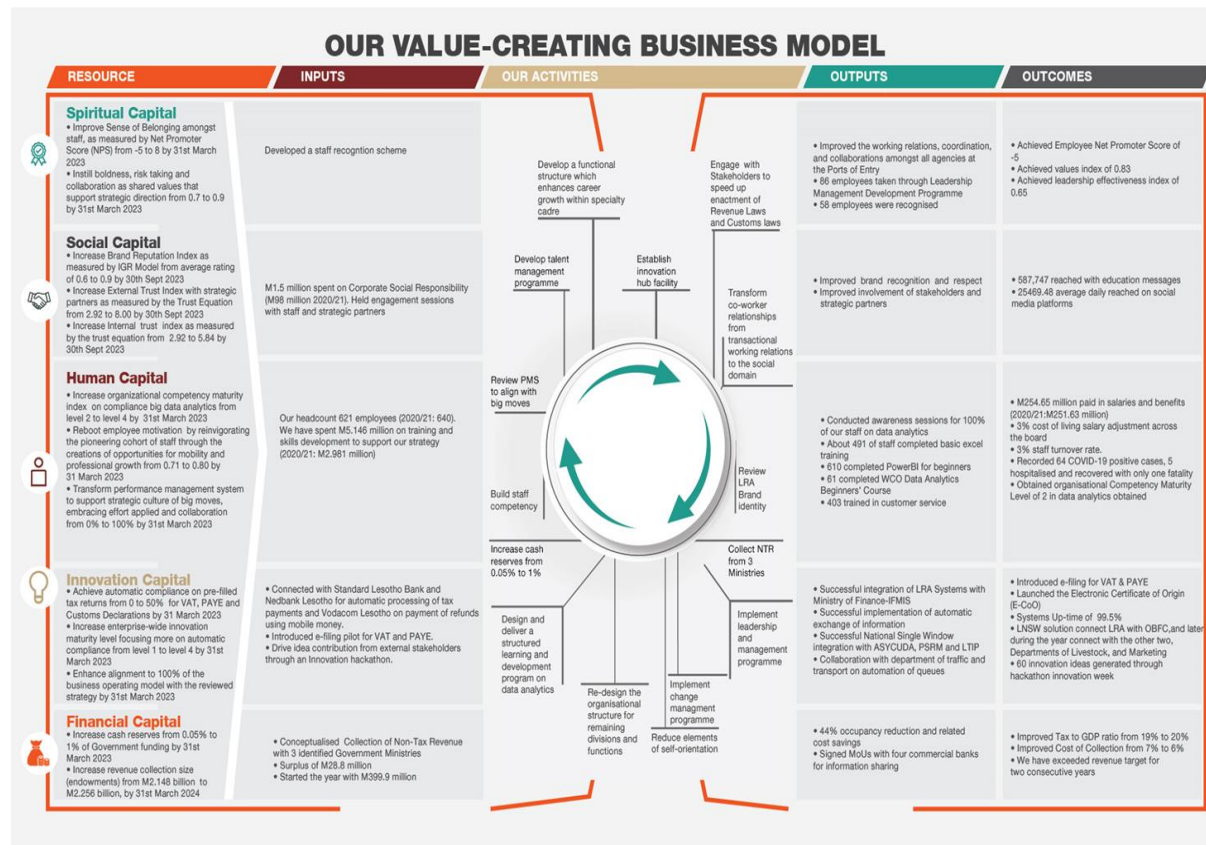 OUR VALUE-CREATING BUSINESS MODEL
RESOURCE
INPUTS
OUR ACTIVITIES
OUTPUTS
OUTCOMES
Spiritual Capital
• Improve Sense of Belonging amongst
staff, as measured by Net Promoter
Score (NPS) from -5 to 8 by 31st March
2023
• Instill boldness, risk taking and
collaboration as shared values that
support strategic direction from 0.7 to 0.9
by 31st March 2023
Developed a staff recogntion scheme
• Improved the working relations, coordination,
and collaborations amongst all agencies at
the Ports of Entry
• 86 employees taken through Leadership
Management Development Programme
• 58 employees were recognised
• Achieved Employee Net Promoter Score of
-5
• Achieved values index of 0.83
• Achieved leadership effectiveness index of
0.65
Social Capital
• Increase Brand Reputation Index as
measured by IGR Model from average rating
of 0.6 to 0.9 by 30th Sept 2023
• Increase External Trust Index with strategic
partners as measured by the Trust Equation
from 2.92 to 8.00 by 30th Sept 2023
• Increase Internal trust index as measured
by the trust equation from 2.92 to 5.84 by
30th Sept 2023
M1.5 million spent on Corporate Social Responsibility
(M98 million 2020/21). Held engagement sessions
with staff and strategic partners
• Improved brand recognition and respect
• Improved involvement of stakeholders and
strategic partners
587,747 reached with education messages
• 25469.48 average daily reached on social
media platforms
Human Capital
• Increase organizational competency maturity
index on compliance big data analytics from
level 2 to level 4 by 31st March 2023
• Reboot employee motivation by reinvigorating
the pioneering cohort of staff through the
creations of opportunities for mobility and
professional growth from 0.71 to 0.80 by
31 March 2023
• Transform performance management system
to support strategic culture of big moves,
embracing effort applied and collaboration
from 0% to 100% by 31st March 2023
Our headcount 621 employees (2020/21: 640).
We have spent M5.146 million on training and
skills development to support our strategy
(2020/21: M2.981 million)
• Conducted awareness sessions for 100%
of our staff on data analytics
• About 491 of staff completed basic excel
training
• 610 completed PowerBI for beginners
• 61 completed WCO Data Analytics
Beginners' Course
• 403 trained in customer service
• M254.65 million paid in salaries and benefits
(2020/21:M251.63 million)
• 3% cost of living salary adjustment across
the board
• 3% staff turnover rate.
• Recorded 64 COVID-19 positive cases, 5
hospitalised and recovered with only one fatality
• Obtained organisational Competency Maturity
Level of 2 in data analytics obtained
Innovation Capital
• Achieve automatic compliance on pre-filled
tax returns from 0 to 50% for VAT, PAYE and
Customs Declarations by 31 March 2023
• Increase enterprise-wide innovation
maturity level focusing more on automatic
compliance from level 1 to level 4 by 31st
March 2023
• Enhance alignment to 100% of the
business operating model with the reviewed
strategy by 31st March 2023
• Connected with Standard Lesotho Bank and
Nedbank Lesotho for automatic processing of tax
payments and Vodacom Lesotho on payment of refunds
using mobile money.
• Introduced e-filing pilot for VAT and PAYE.
• Drive idea contribution from external stakeholders
through an Innovation hackathon.
• Successful integration of LRA Systems with
Ministry of Finance-IFMIS
• Successful implementation of automatic
exchange of information
• Successful National Single Window
integration with ASYCUDA, PSRM and LTIP
• Collaboration with department of traffic and
transport on automation of queues
• Introduced e-filing for VAT & PAYE
• Launched the Electronic Certificate of Origin
(E-CoO)
• Systems Up-time of 99.5%
• LNSW solution connect LRA with OBFC,and later
during the year connect with the other two,
Departments of Livestock, and Marketing
• 60 innovation ideas generated through
hackathon innovation week
Financial Capital
• Increase cash reserves from 0.05% to
1% of Government funding by 31st
March 2023
• Increase revenue collection size
(endowments) from M2.148 billion to
M2.256 billion, by 31st March 2024
• Conceptualised Collection of Non-Tax Revenue
with 3 identified Government Ministries
• Surplus of M28.8 million
• Started the year with M399.9 million
• 44% occupancy reduction and related
cost savings
• Signed MoUs with four commercial banks
for information sharing
• Improved Tax to GDP ratio from 19% to 20%
• Improved Cost of Collection from 7% to 6%
• We have exceeded revenue target for
two consecutive years
Develop a functional
structure which
enhances career
growth within specialty
cadre
Engage with
Stakeholders to
speed up
enactment of
Revenue Laws
and Customs laws
Develop talent
management
programme
Establish
innovation
hub facility
Transform
co-worker
relationships
from
transactional
working relations
to the social
domain
Review PMS
to align with
big moves
Review
LRA
Brand
identity
Build staff
competency
Increase cash
reserves from
0.05% to 1%
Collect NTR
from 3
Ministries
Design and
deliver a
structured
learning and
development
program on
data analytics
Implement
leadership
and
management
programme
Re-design the
organisational
structure for
remaining
divisions and
functions
Implement
change
managment
programme
Reduce elements
of self-orientation